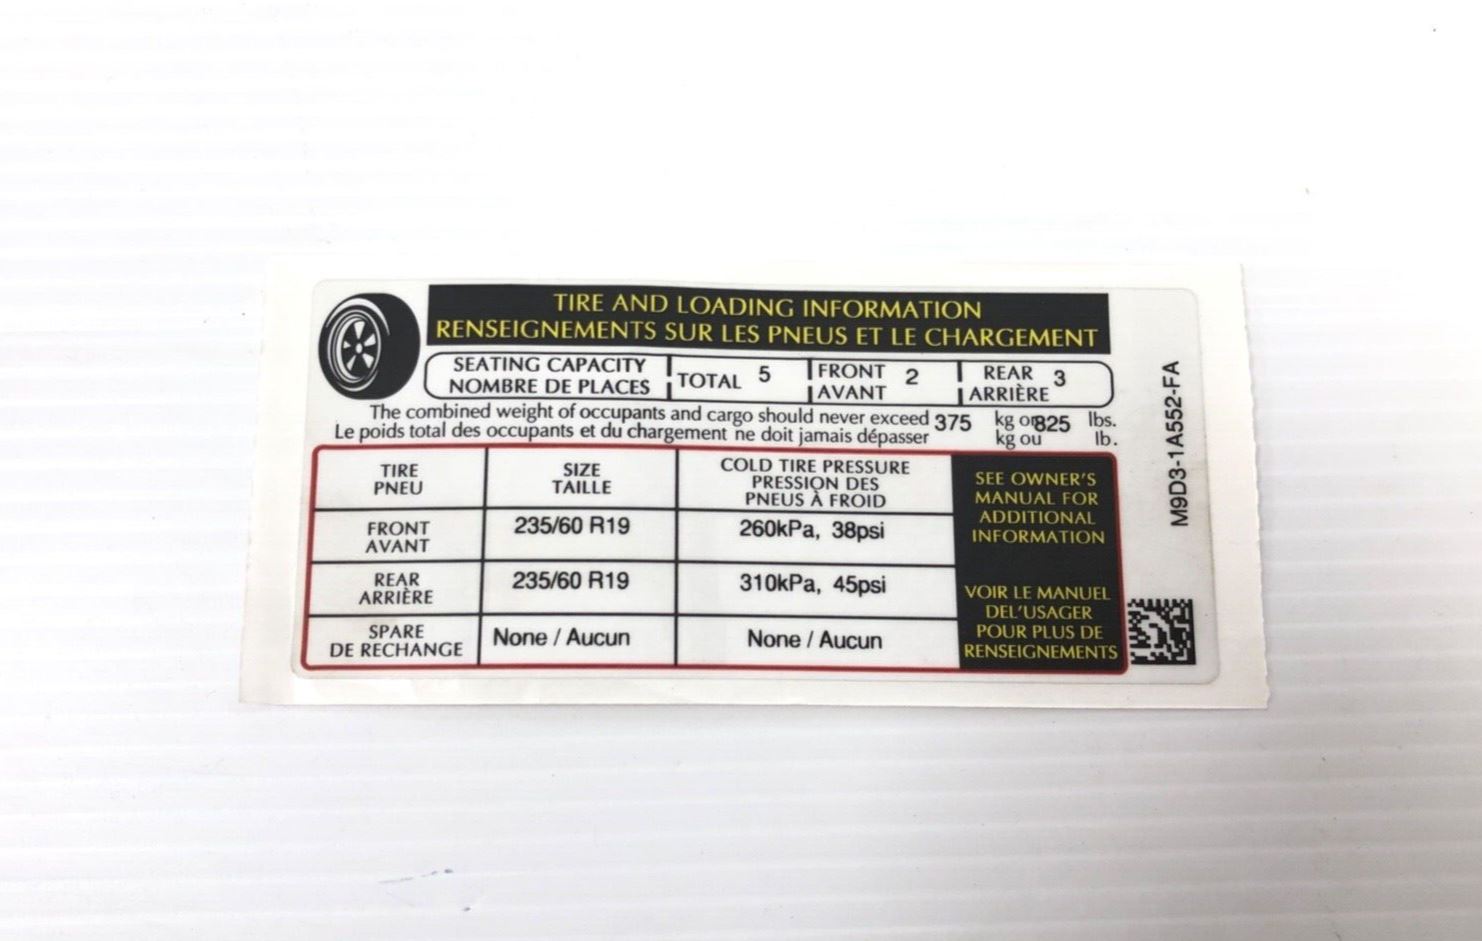 TIRE AND LOADING INFORMATION
RENSEIGNEMENTS SUR LES PNEUS ET LE CHARGEMENT
SEATING CAPACITY
NOMBRE DE PLACES
TOTAL 5
FRONT
AVANT
2
REAR
ARRIÈRE
3
The combined weight of occupants and cargo should never exceed 375 kg or 825 lbs.
Le poids total des occupants et du chargement ne doit jamais dépasser kg ou lb.
TIRE
PNEU
SIZE
TAILLE
COLD TIRE PRESSURE
PRESSION DES
PNEUS À FROID
FRONT
AVANT
235/60 R19
260kPa, 38psi
REAR
ARRIÈRE
235/60 R19
310kPa, 45psi
SPARE
DE RECHANGE
None / Aucun
None / Aucun
SEE OWNER'S
MANUAL FOR
ADDITIONAL
INFORMATION
VOIR LE MANUEL
DEL'USAGER
POUR PLUS DE
RENSEIGNEMENTS
M9D3-1A552-FA